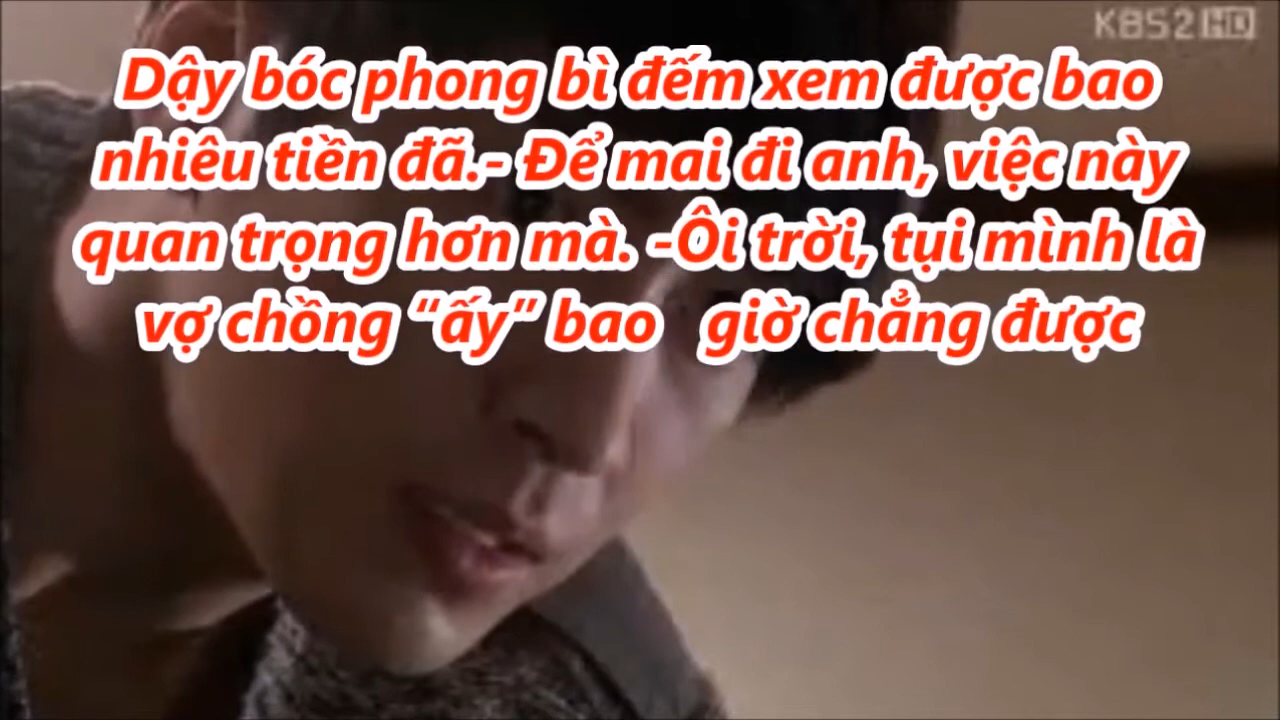 KBS2 HD
Dậy bóc phong bì đếm xem được bao
nhiêu tiền đã.- Để mai đi anh, việc này
quan trọng hơn mà. -Ôi trời, tụi mình là
vợ chồng “ấy” bao giờ chẳng được